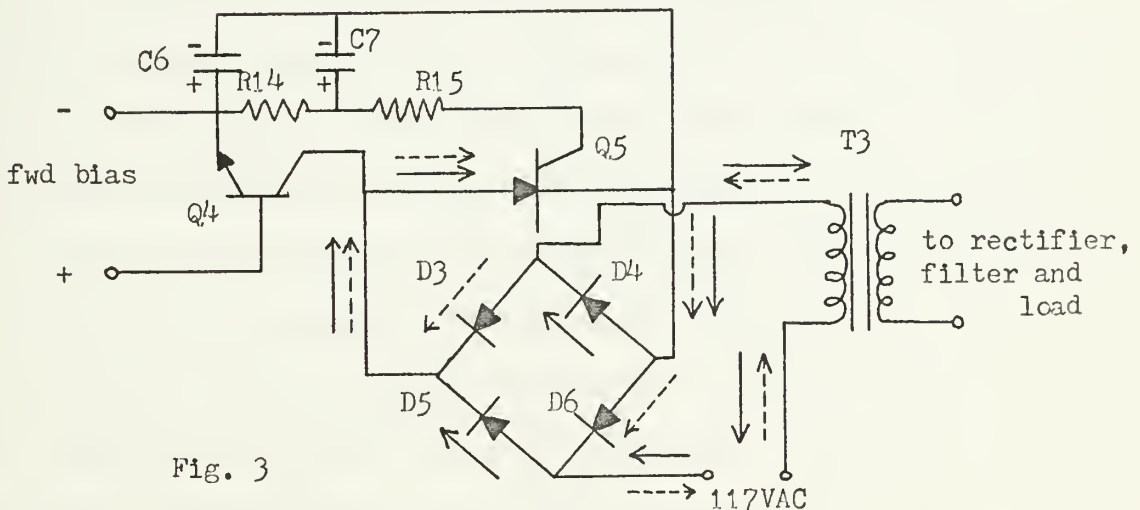 C6
C7
-
+
-
+
R14
R15
-
fwd bias
+
Q4
Q5
T3
to rectifier,
filter and
load
D3
D4
D5
D6
117VAC
Fig. 3